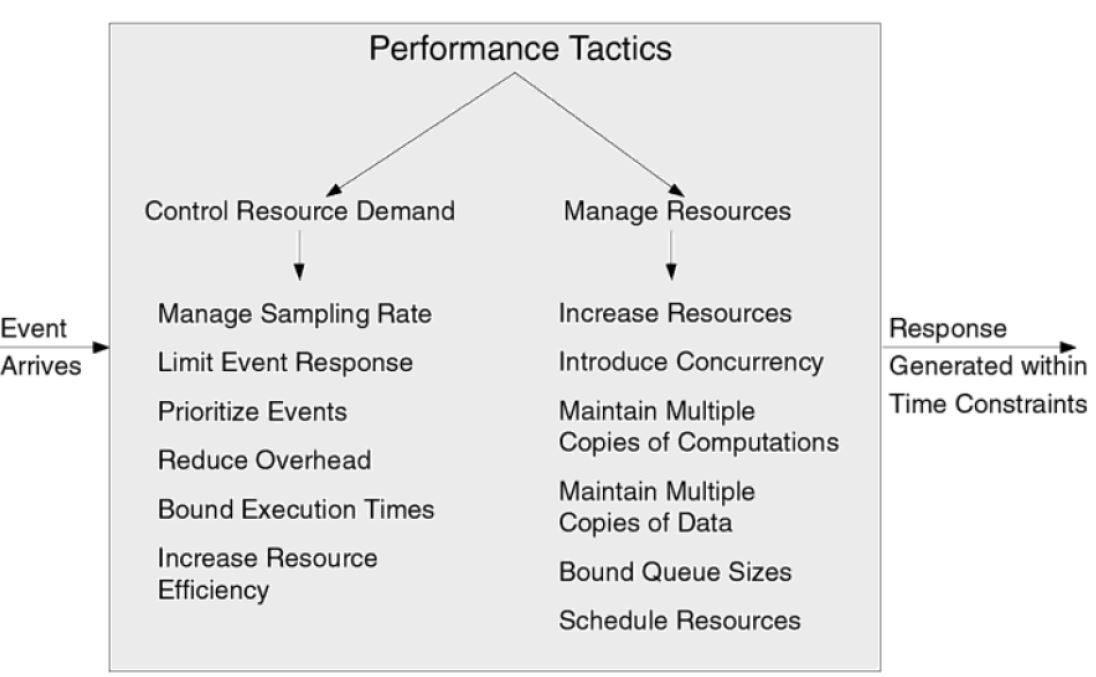 Performance Tactics
Control Resource Demand
Manage Resources
Event
Arrives
Manage Sampling Rate
Limit Event Response
Prioritize Events
Reduce Overhead
Bound Execution Times
Increase Resource
Efficiency
Increase Resources
Introduce Concurrency
Maintain Multiple
Copies of Computations
Maintain Multiple
Copies of Data
Bound Queue Sizes
Schedule Resources
Response
Generated within
Time Constraints